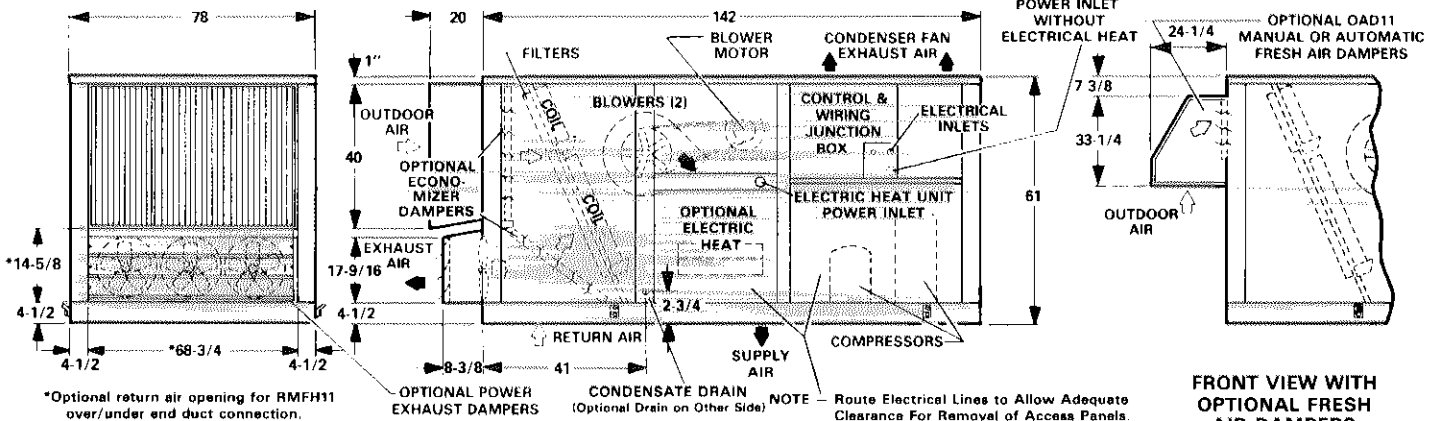 78
4-1/2
*68-3/4
4-1/2
*14-5/8
4-1/2
*Optional return air opening for RMFH11
over/under end duct connection.
OPTIONAL POWER
EXHAUST DAMPERS
20
142
1"
40
17-9/16
4-1/2
8-3/8
41
2-3/4
61
FILTERS
OUTDOOR
AIR
OPTIONAL
ECONO-
MIZER
DAMPERS
EXHAUST
AIR
COIL
COIL
BLOWERS (2)
BLOWER
MOTOR
CONDENSER FAN
EXHAUST AIR
CONTROL &
WIRING
JUNCTION
BOX
ELECTRICAL
INLETS
POWER INLET
WITHOUT
ELECTRICAL HEAT
ELECTRIC HEAT UNIT
POWER INLET
OPTIONAL
ELECTRIC
HEAT
RETURN AIR
SUPPLY
AIR
COMPRESSORS
CONDENSATE DRAIN
(Optional Drain on Other Side)
NOTE — Route Electrical Lines to Allow Adequate
Clearance For Removal of Access Panels.
24-1/4
OPTIONAL OAD11
MANUAL OR AUTOMATIC
FRESH AIR DAMPERS
7 3/8
33-1/4
OUTDOOR
AIR
FRONT VIEW WITH
OPTIONAL FRESH
AIR DAMPERS